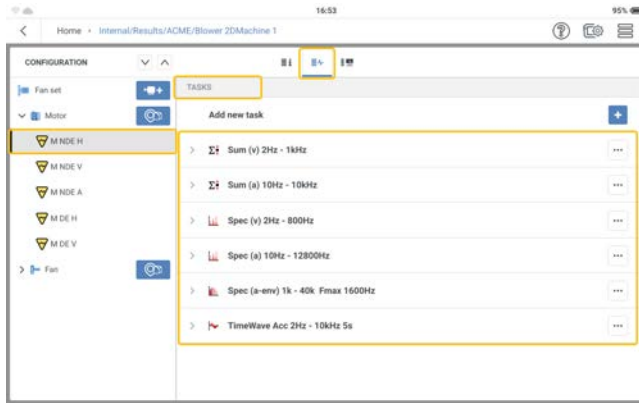 16:53
95%
Home › Internal/Results/ACME/Blower 2DMachine 1
CONFIGURATION
Fan set
Motor
M NDE H
M NDE V
M NDE A
M DE H
M DE V
Fan
TASKS
Add new task
Sum (v) 2Hz - 1kHz
Sum (a) 10Hz - 10kHz
Spec (v) 2Hz - 800Hz
Spec (a) 10Hz - 12800Hz
Spec (a-env) 1k - 40k Fmax 1600Hz
TimeWave Acc 2Hz - 10kHz 5s